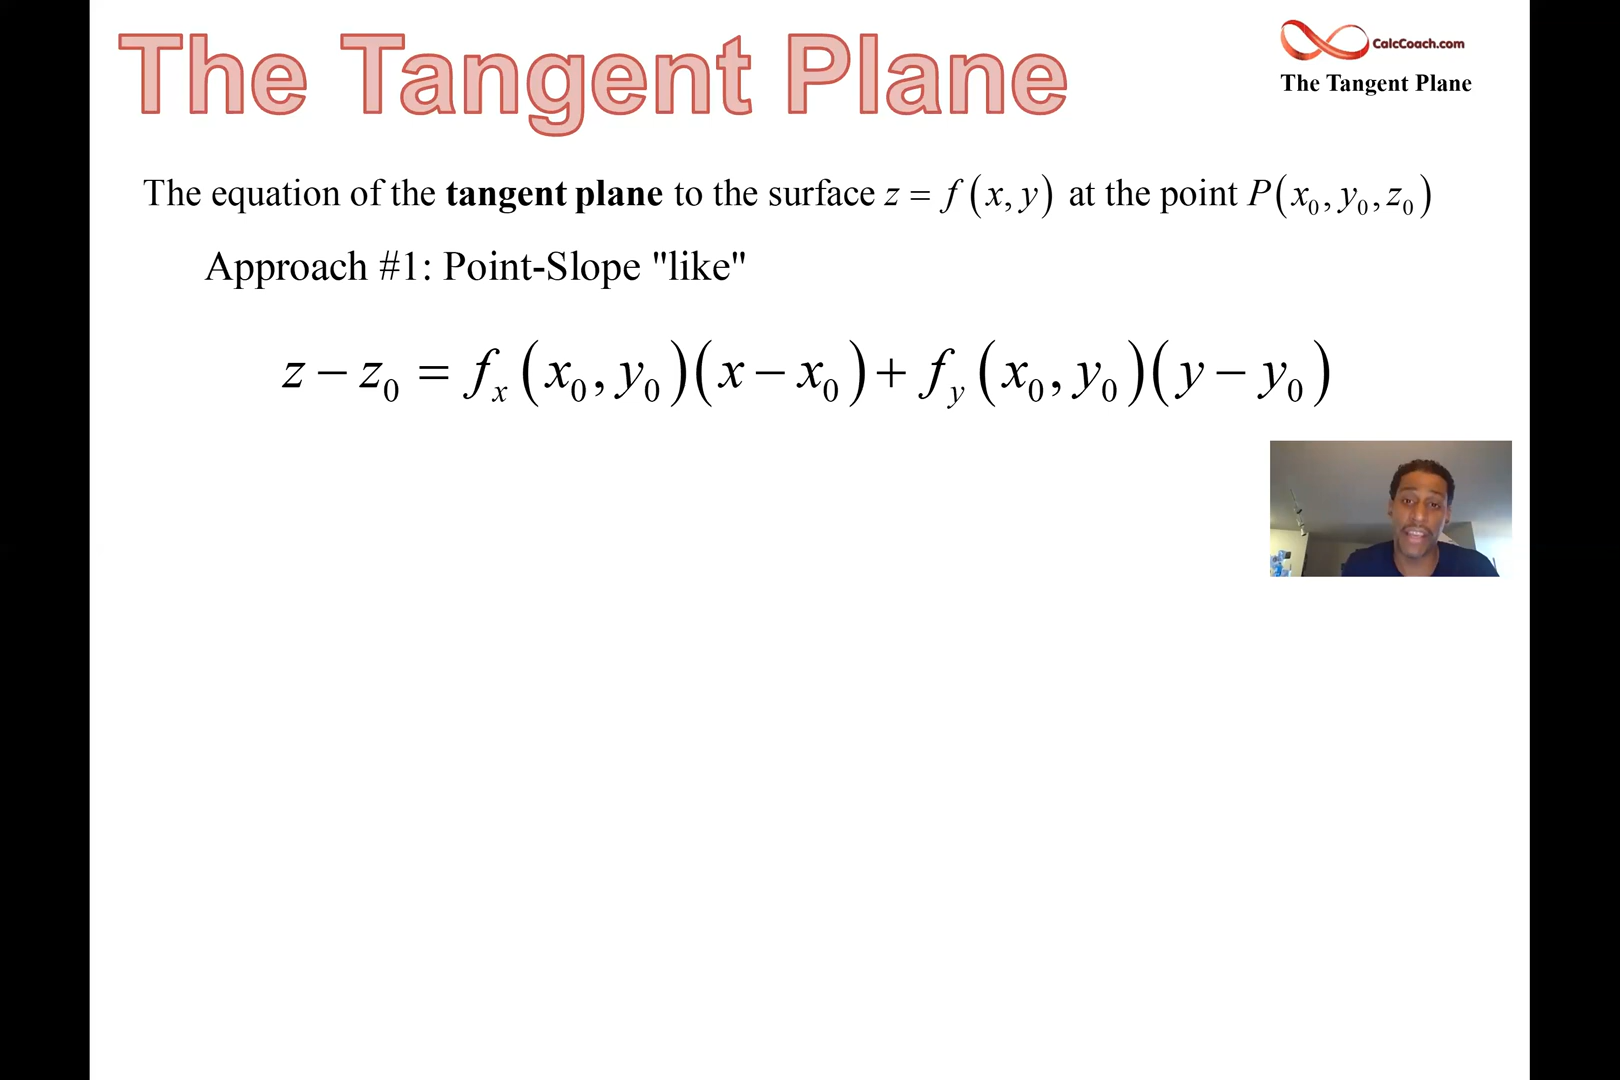 The Tangent Plane
CalcCoach.com
The Tangent Plane
The equation of the tangent plane to the surface z = f(x, y) at the point P(x₀, y₀, z₀)
Approach #1: Point-Slope "like"
z − z₀ = fₓ(x₀, y₀)(x − x₀) + f_y(x₀, y₀)(y − y₀)